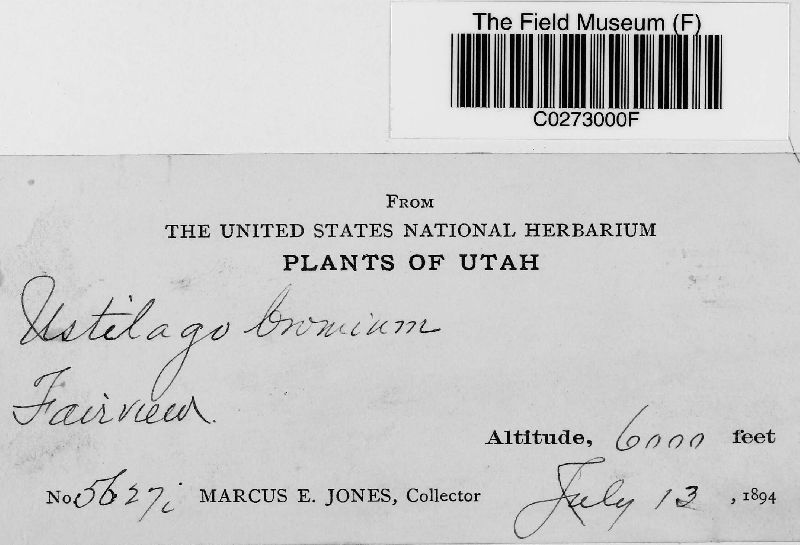 The Field Museum (F)
C0273000F
FROM
THE UNITED STATES NATIONAL HERBARIUM
PLANTS OF UTAH
Ustilago bromium
Fairview.
Altitude, 6000 feet
No. 5627i MARCUS E. JONES, Collector July 13, 1894